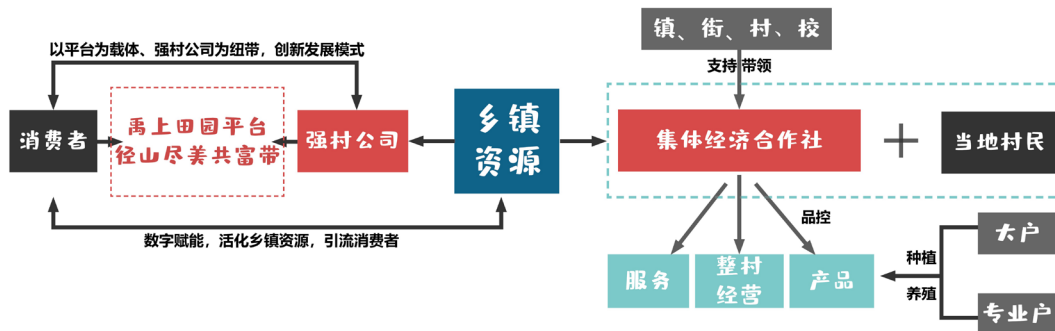 镇、街、村、校
以平台为载体、强村公司为纽带，创新发展模式
支持 带领
消费者
禹上田园平台
径山尽美共富带
强村公司
乡镇
资源
集体经济合作社
+
当地村民
数字赋能，活化乡镇资源，引流消费者
品控
服务
整村
经营
产品
种植
养殖
大户
专业户